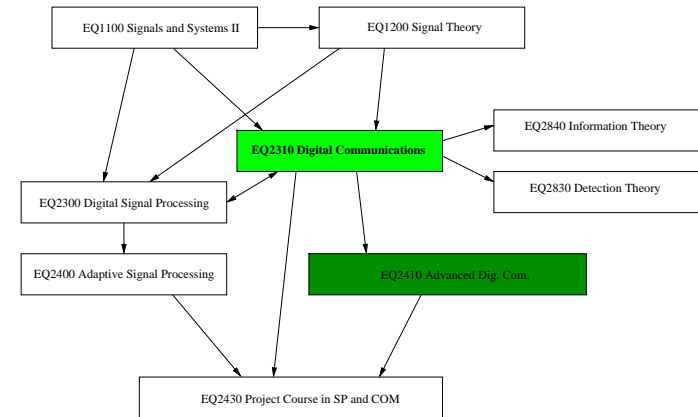 EQ1100 Signals and Systems II
EQ1200 Signal Theory
EQ2840 Information Theory
EQ2310 Digital Communications
EQ2830 Detection Theory
EQ2300 Digital Signal Processing
EQ2400 Adaptive Signal Processing
EQ2410 Advanced Dig. Com.
EQ2430 Project Course in SP and COM